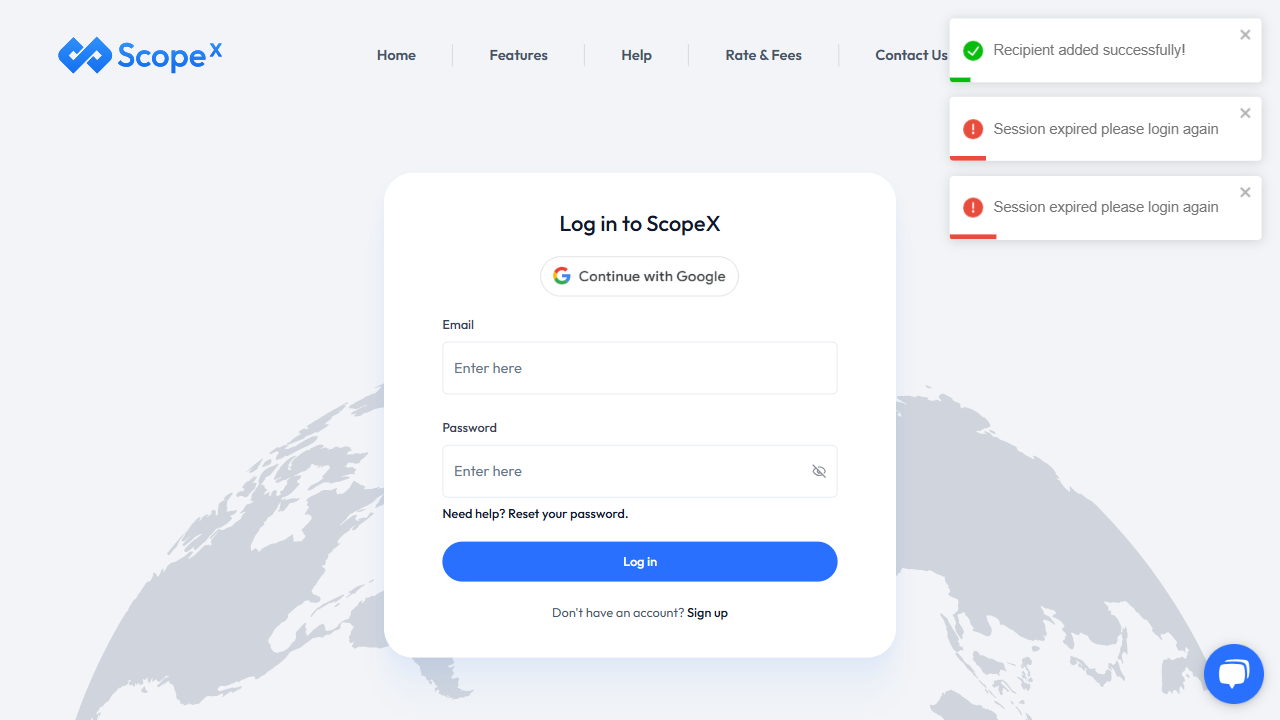 Scope X
Home
Features
Help
Rate & Fees
Contact Us
Recipient added successfully!
Session expired please login again
Session expired please login again
Log in to ScopeX
Continue with Google
Email
Enter here
Password
Enter here
Need help? Reset your password.
Log in
Don't have an account? Sign up